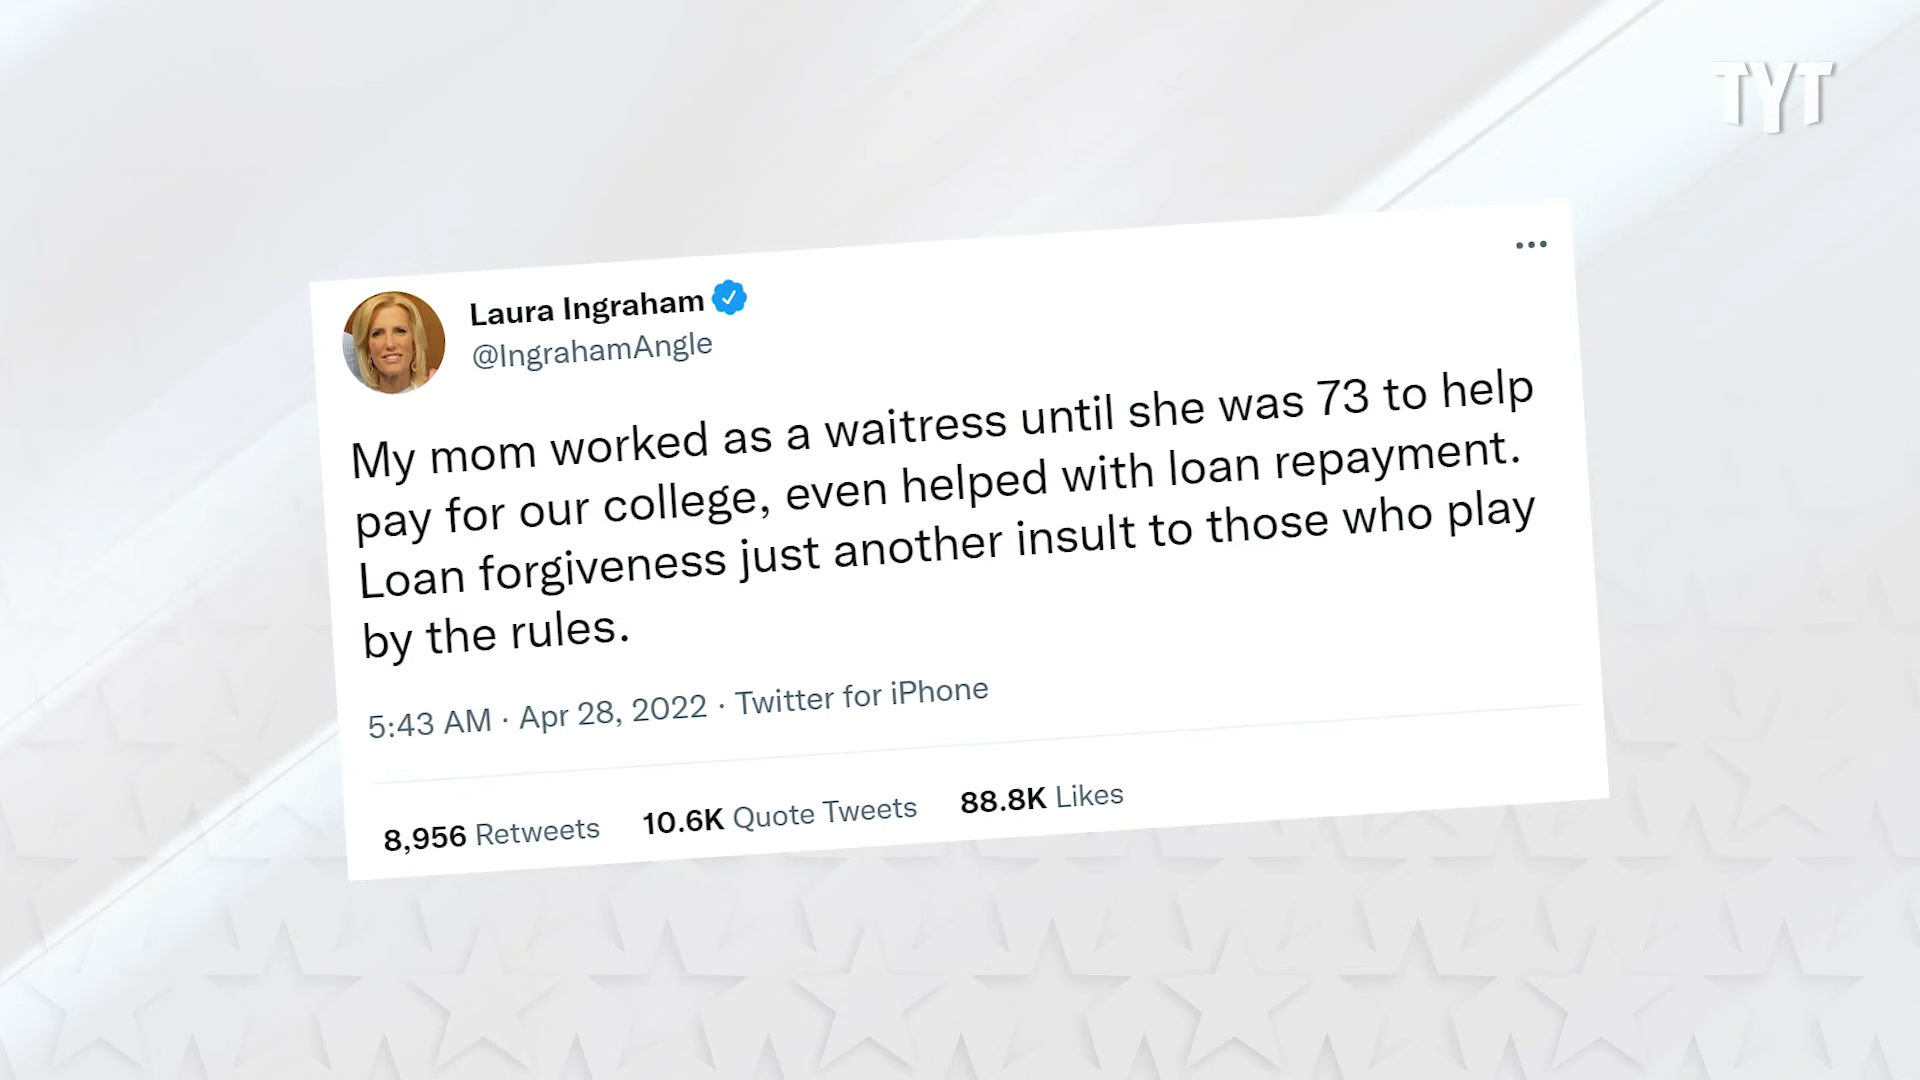 TYT
Laura Ingraham
@IngrahamAngle
My mom worked as a waitress until she was 73 to help
pay for our college, even helped with loan repayment.
Loan forgiveness just another insult to those who play
by the rules.
5:43 AM · Apr 28, 2022 · Twitter for iPhone
8,956 Retweets 10.6K Quote Tweets 88.8K Likes